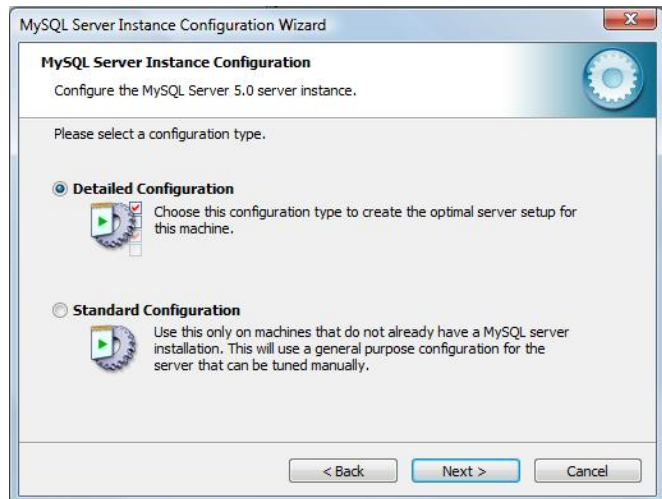 MySQL Server Instance Configuration Wizard
MySQL Server Instance Configuration
Configure the MySQL Server 5.0 server instance.
Please select a configuration type.
Detailed Configuration
Choose this configuration type to create the optimal server setup for
this machine.
Standard Configuration
Use this only on machines that do not already have a MySQL server
installation. This will use a general purpose configuration for the
server that can be tuned manually.
< Back Next > Cancel